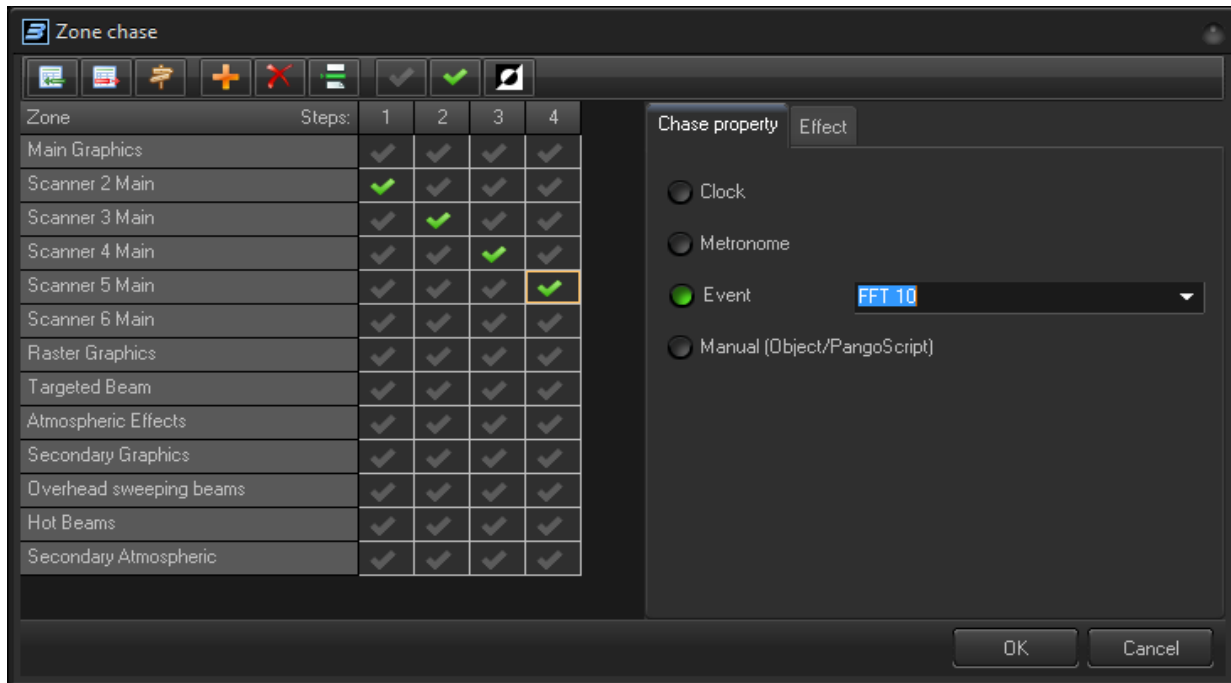 Zone chase
Zone Steps: 1 2 3 4
Main Graphics
Scanner 2 Main
Scanner 3 Main
Scanner 4 Main
Scanner 5 Main
Scanner 6 Main
Raster Graphics
Targeted Beam
Atmospheric Effects
Secondary Graphics
Overhead sweeping beams
Hot Beams
Secondary Atmospheric
Chase property Effect
Clock
Metronome
Event FFT 10
Manual (Object/PangoScript)
OK Cancel